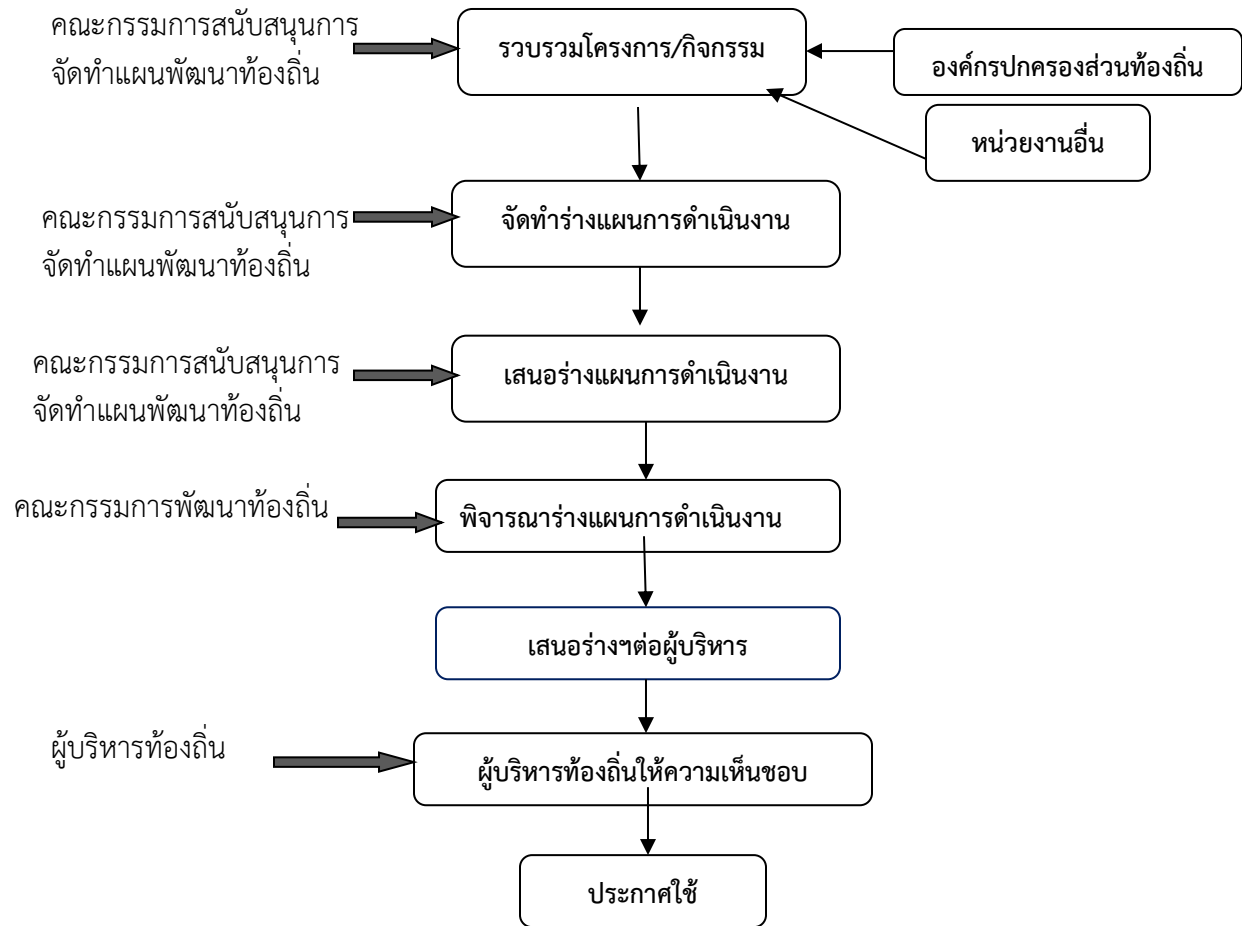 คณะกรรมการสนับสนุนการ
จัดทำแผนพัฒนาท้องถิ่น
รวบรวมโครงการ/กิจกรรม
องค์กรปกครองส่วนท้องถิ่น
หน่วยงานอื่น
คณะกรรมการสนับสนุนการ
จัดทำแผนพัฒนาท้องถิ่น
จัดทำร่างแผนการดำเนินงาน
คณะกรรมการสนับสนุนการ
จัดทำแผนพัฒนาท้องถิ่น
เสนอร่างแผนการดำเนินงาน
คณะกรรมการพัฒนาท้องถิ่น
พิจารณาร่างแผนการดำเนินงาน
เสนอร่างฯต่อผู้บริหาร
ผู้บริหารท้องถิ่น
ผู้บริหารท้องถิ่นให้ความเห็นชอบ
ประกาศใช้